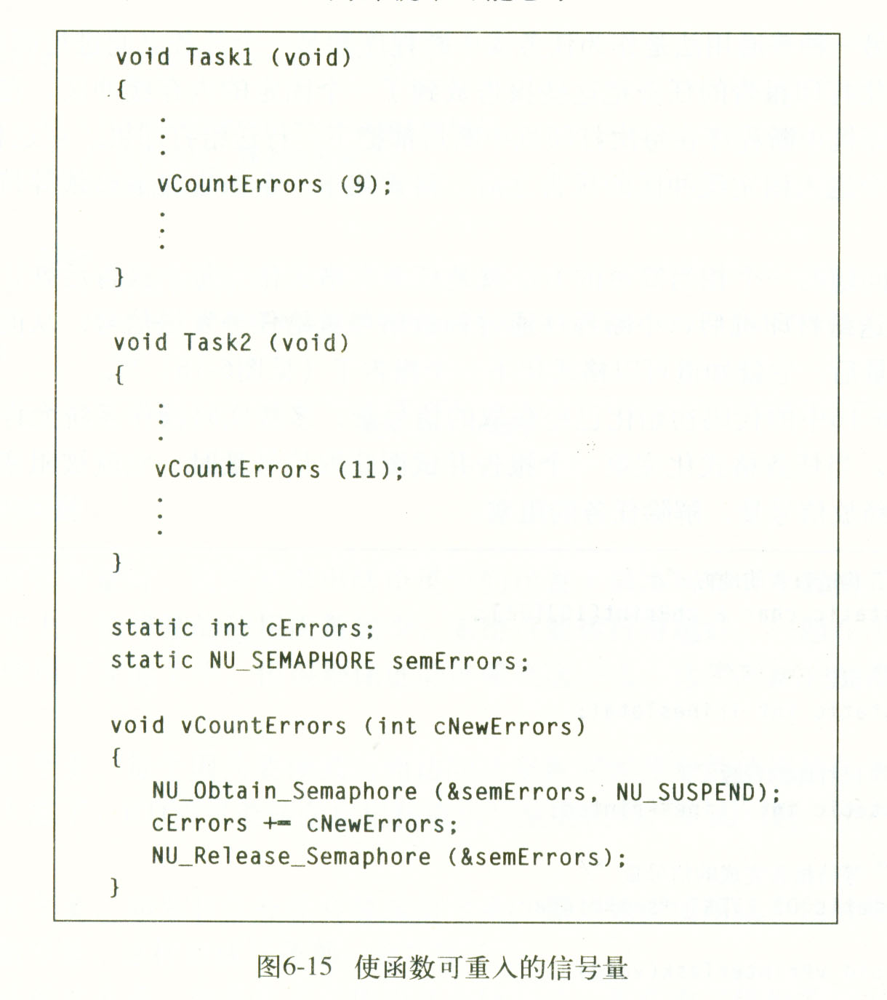 void Task1 (void)
{
.
.
.
vCountErrors (9);
.
.
.
}
void Task2 (void)
{
.
.
.
vCountErrors (11);
.
.
.
}
static int cErrors;
static NU_SEMAPHORE semErrors;
void vCountErrors (int cNewErrors)
{
NU_Obtain_Semaphore (&semErrors, NU_SUSPEND);
cErrors += cNewErrors;
NU_Release_Semaphore (&semErrors);
}
图6-15 使函数可重入的信号量